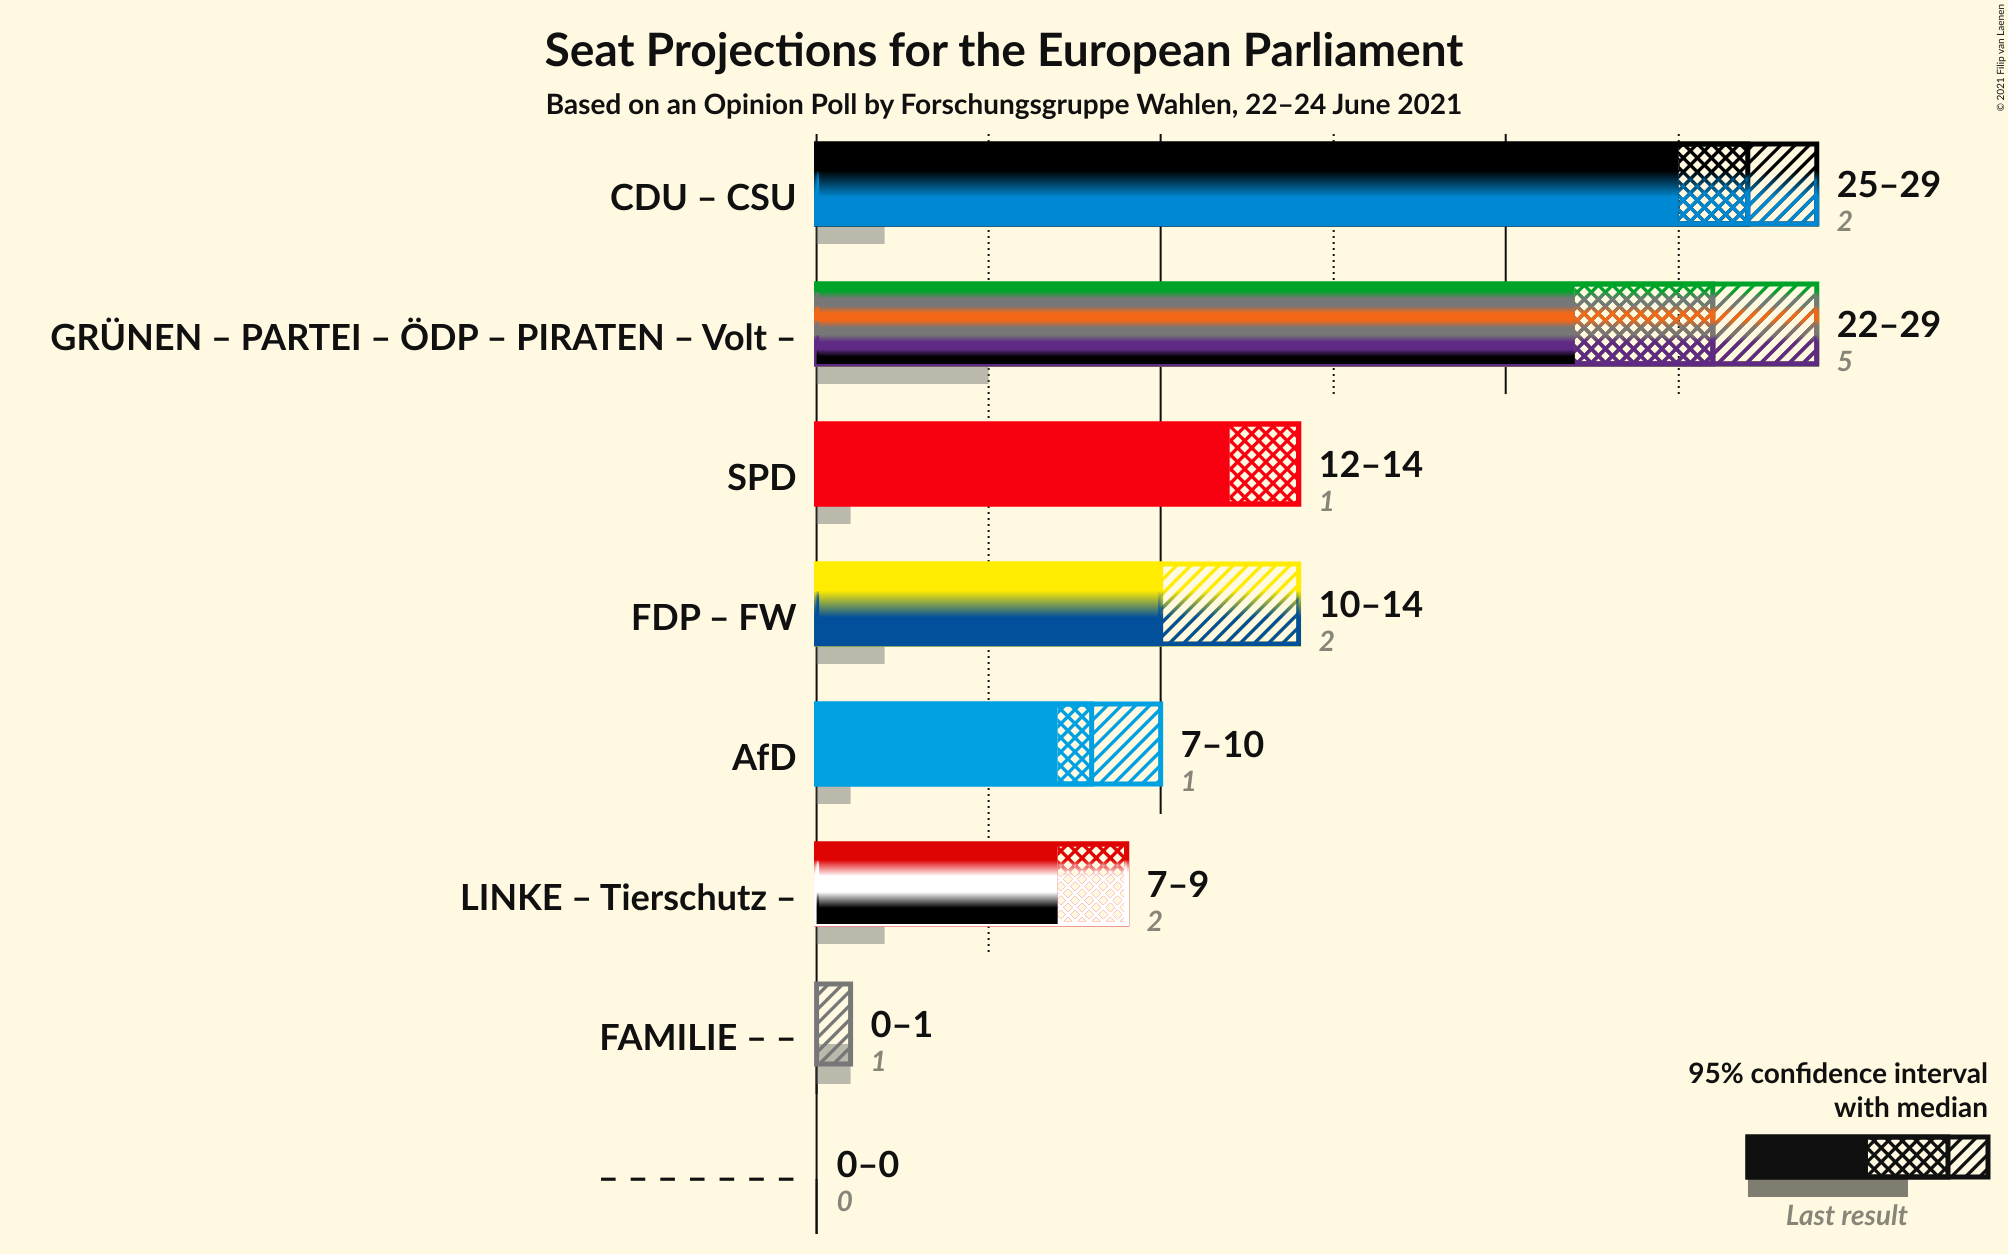 Seat Projections for the European Parliament
Based on an Opinion Poll by Forschungsgruppe Wahlen, 22–24 June 2021
© 2021 Filip van Laenen
CDU – CSU
25–29
2
GRÜNEN – PARTEI – ÖDP – PIRATEN – Volt –
22–29
5
SPD
12–14
1
FDP – FW
10–14
2
AfD
7–10
1
LINKE – Tierschutz –
7–9
2
FAMILIE – –
0–1
1
– – – – – – –
0–0
0
95% confidence interval
with median
Last result